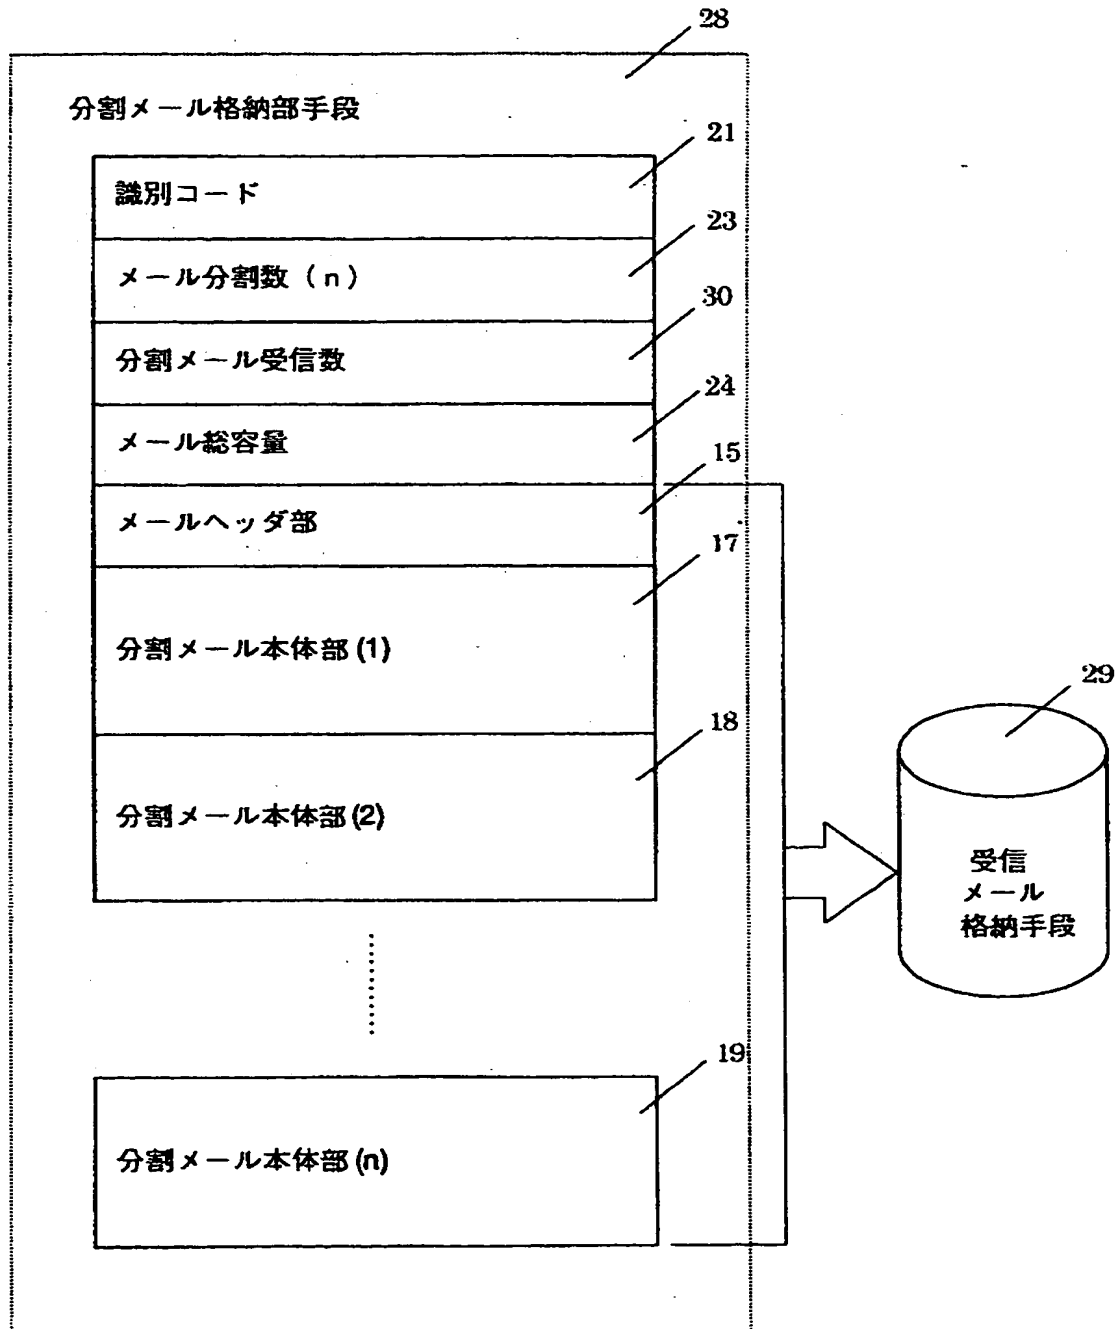 28
分割メール格納部手段
21
識別コード
23
メール分割数(n)
30
分割メール受信数
24
メール総容量
15
メールヘッダ部
17
分割メール本体部(1)
29
18
分割メール本体部(2)
受信
メール
格納手段
19
分割メール本体部(n)